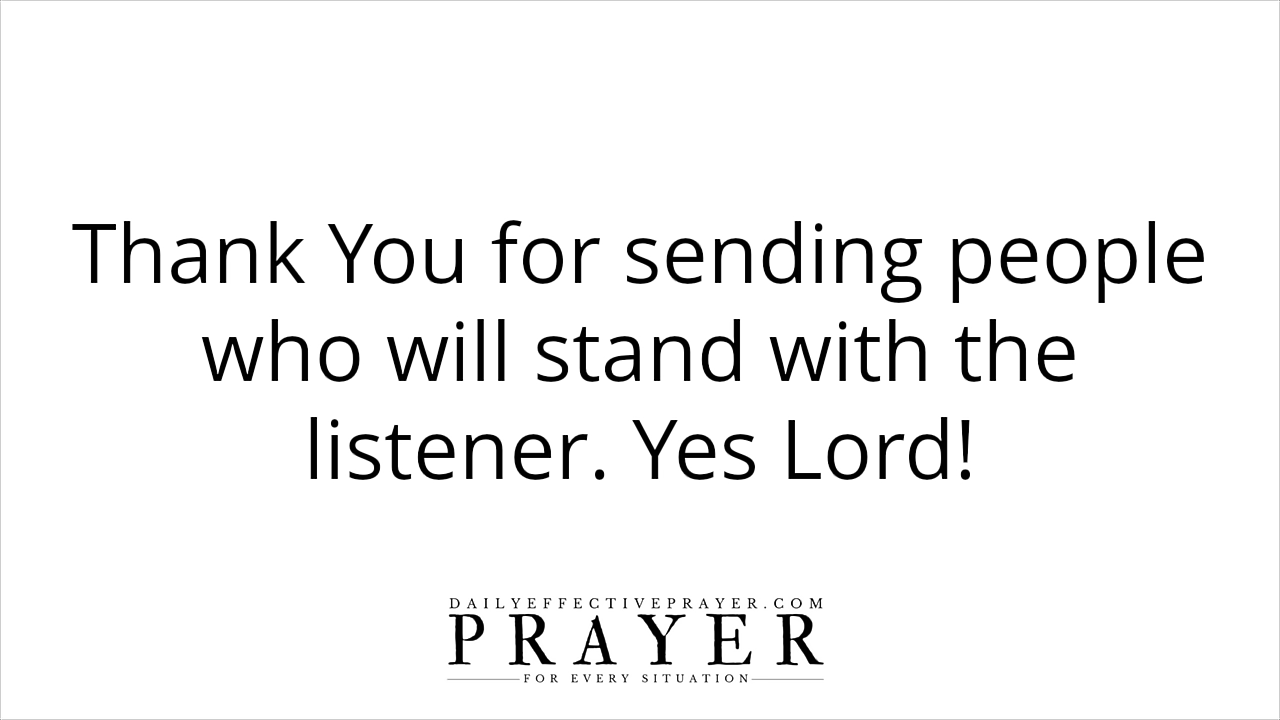 Thank You for sending people
who will stand with the
listener. Yes Lord!
DAILYEFFECTIVEPRAYER.COM
PRAYER
FOR EVERY SITUATION